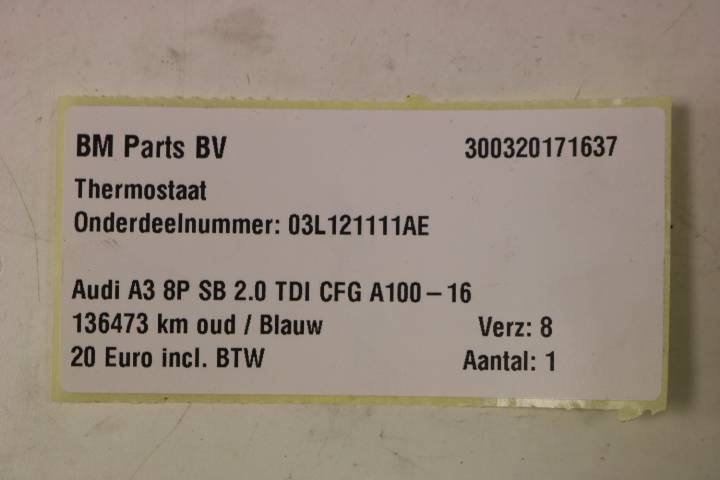 BM Parts BV 300320171637
Thermostaat
Onderdeelnummer: 03L121111AE
Audi A3 8P SB 2.0 TDI CFG A100-16
136473 km oud / Blauw Verz: 8
20 Euro incl. BTW Aantal: 1